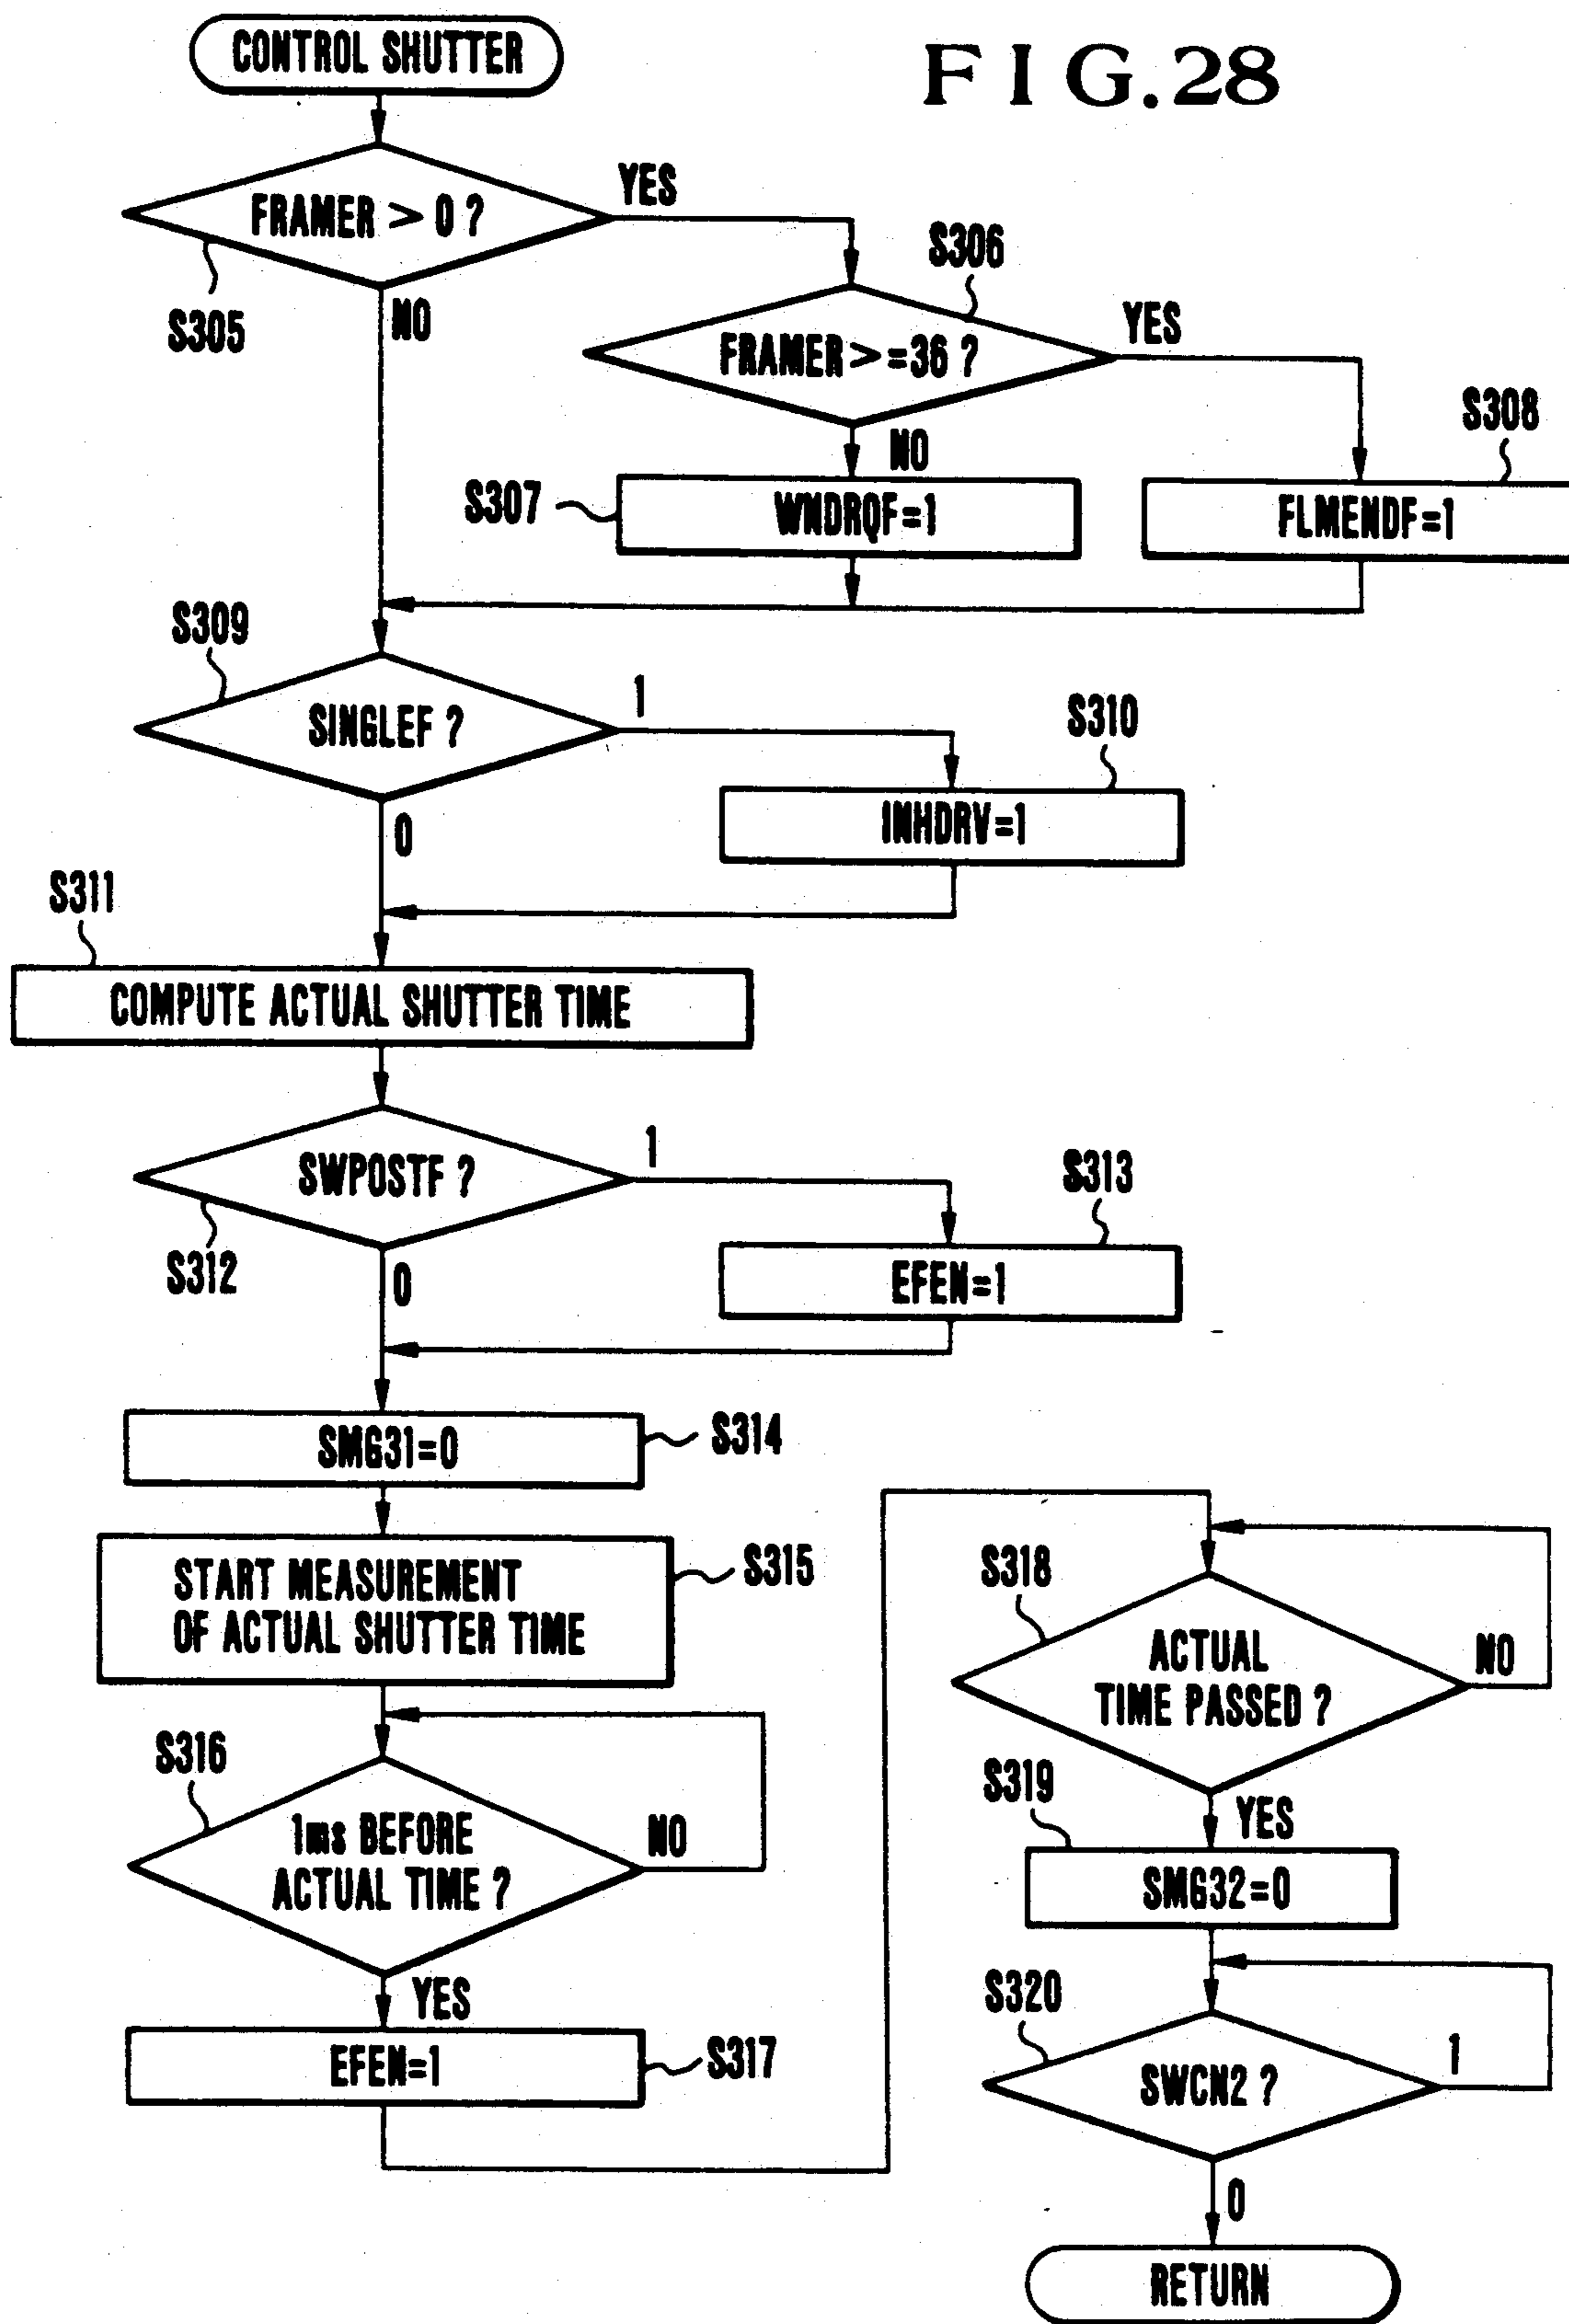 FIG.28
CONTROL SHUTTER
FRAMER > 0 ?
YES
S305
NO
S306
FRAMER > =36 ?
YES
NO
S307
WNDRQF=1
S308
FLMENDF=1
S309
SINGLEF ?
1
0
S310
INHDRV=1
S311
COMPUTE ACTUAL SHUTTER TIME
SWPOSTF ?
1
S312
0
S313
EFEN=1
SMG31=0
S314
START MEASUREMENT
OF ACTUAL SHUTTER TIME
S315
S316
1ms BEFORE
ACTUAL TIME ?
NO
YES
EFEN=1
S317
S318
ACTUAL
TIME PASSED ?
NO
YES
S319
SMG32=0
S320
SWCN2 ?
1
0
RETURN